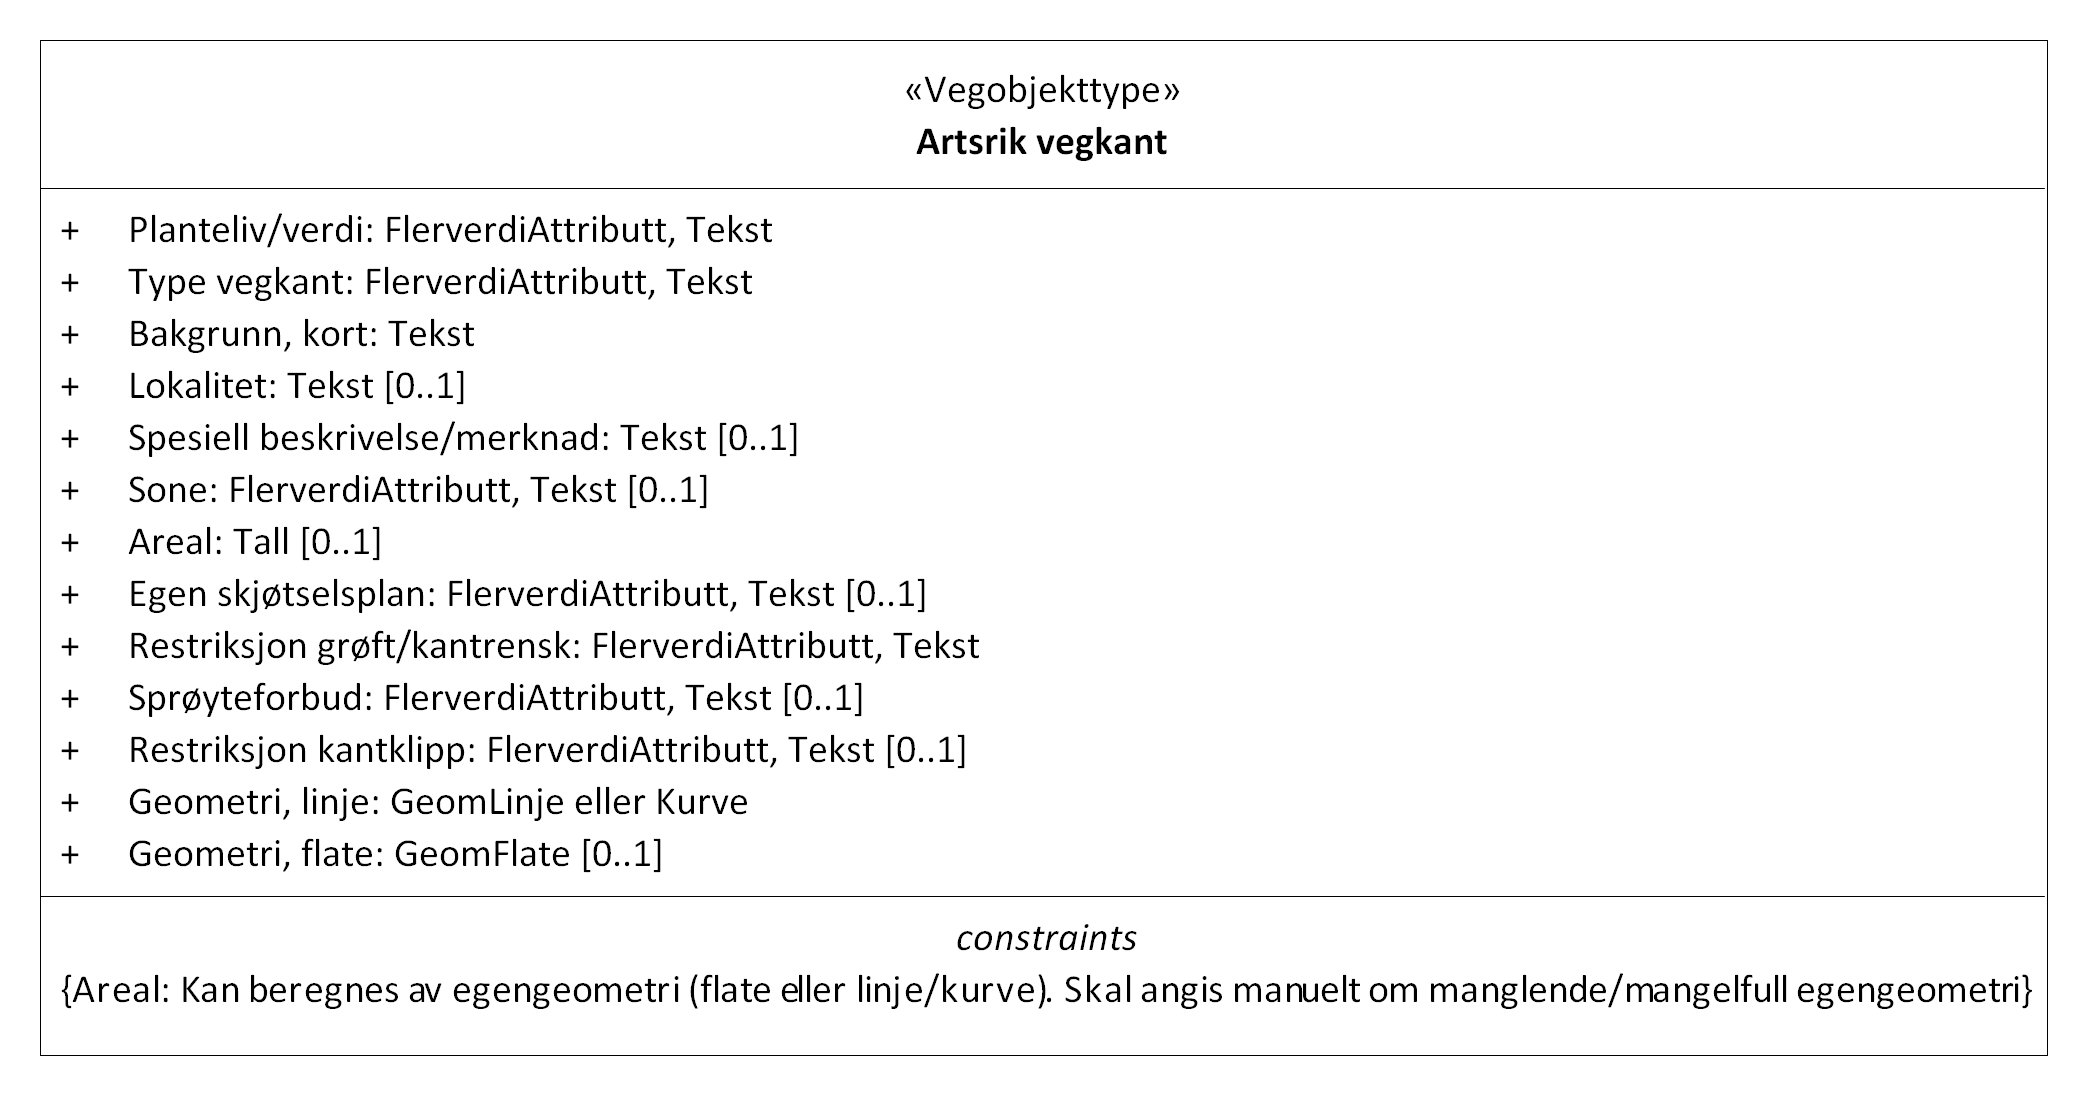 «Vegobjekttype»
Artsrik vegkant
+ Planteliv/verdi: FlerverdiAttributt, Tekst
+ Type vegkant: FlerverdiAttributt, Tekst
+ Bakgrunn, kort: Tekst
+ Lokalitet: Tekst [0..1]
+ Spesiell beskrivelse/merknad: Tekst [0..1]
+ Sone: FlerverdiAttributt, Tekst [0..1]
+ Areal: Tall [0..1]
+ Egen skjøtselsplan: FlerverdiAttributt, Tekst [0..1]
+ Restriksjon grøft/kantrensk: FlerverdiAttributt, Tekst
+ Sprøyteforbud: FlerverdiAttributt, Tekst [0..1]
+ Restriksjon kantklipp: FlerverdiAttributt, Tekst [0..1]
+ Geometri, linje: GeomLinje eller Kurve
+ Geometri, flate: GeomFlate [0..1]
constraints
{Areal: Kan beregnes av egengeometri (flate eller linje/kurve). Skal angis manuelt om manglende/mangelfull egengeometri}